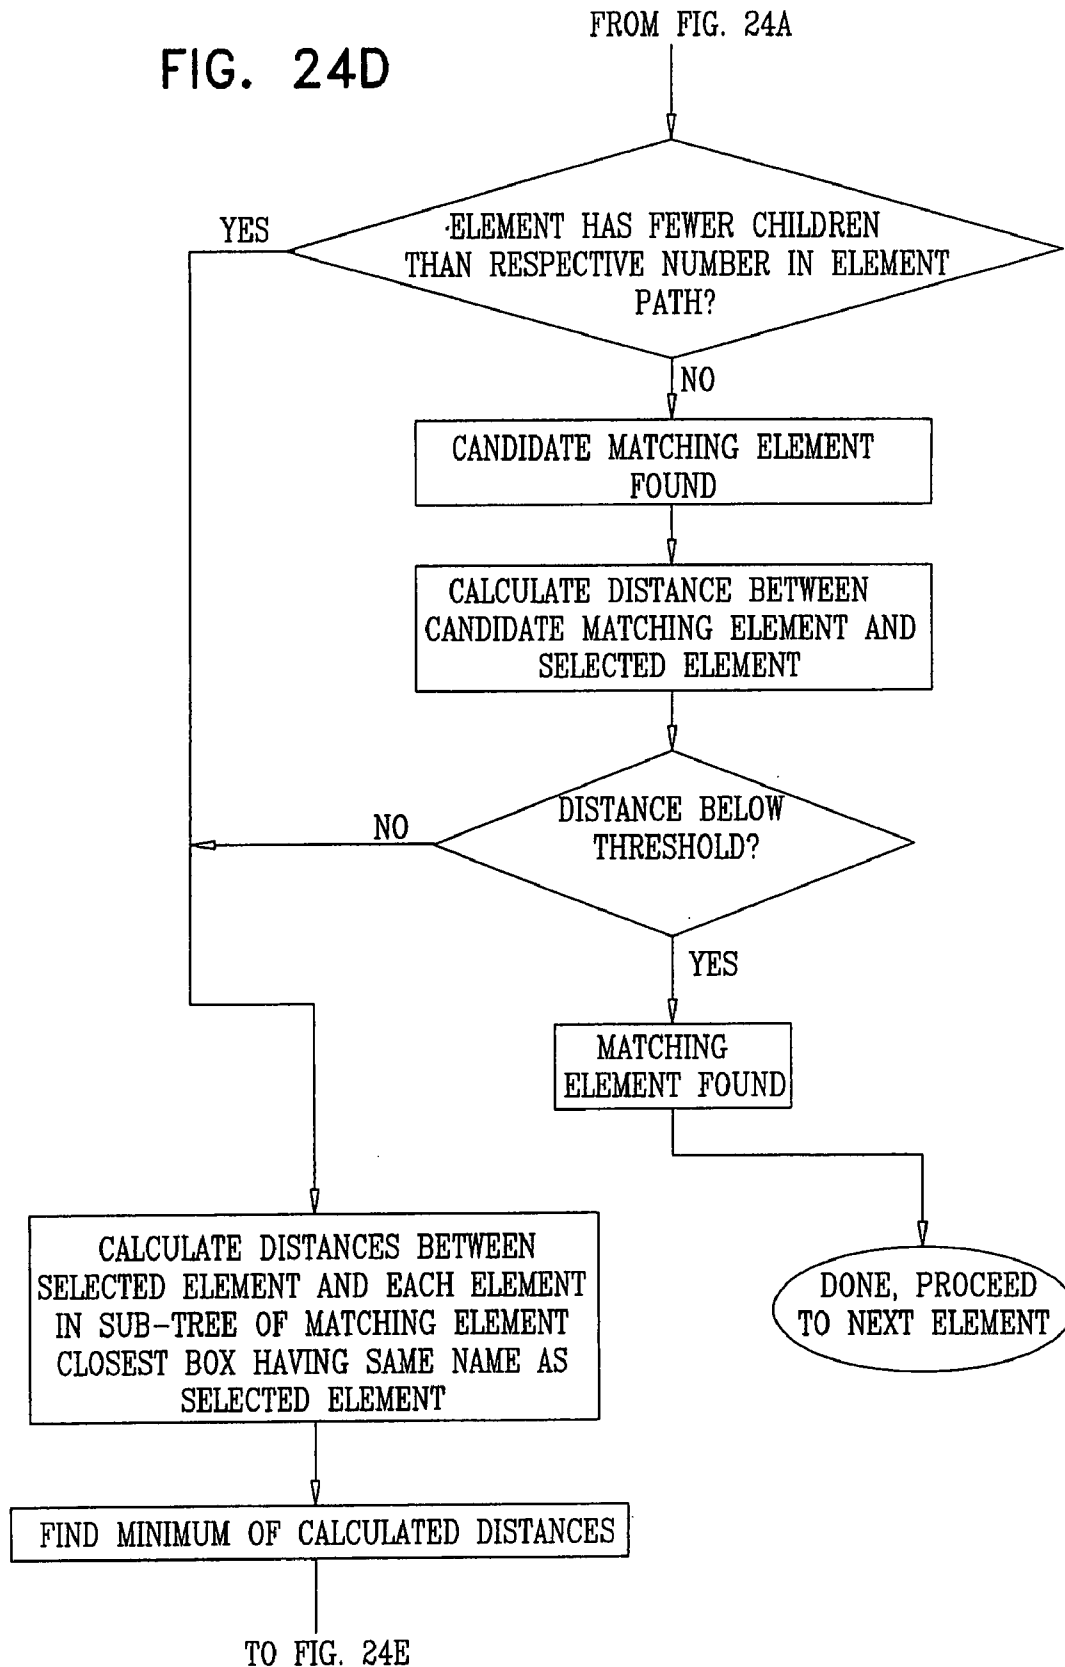 FROM FIG. 24A
FIG. 24D
YES
ELEMENT HAS FEWER CHILDREN
THAN RESPECTIVE NUMBER IN ELEMENT
PATH?
NO
CANDIDATE MATCHING ELEMENT
FOUND
CALCULATE DISTANCE BETWEEN
CANDIDATE MATCHING ELEMENT AND
SELECTED ELEMENT
DISTANCE BELOW
THRESHOLD?
NO
YES
MATCHING
ELEMENT FOUND
CALCULATE DISTANCES BETWEEN
SELECTED ELEMENT AND EACH ELEMENT
IN SUB-TREE OF MATCHING ELEMENT
CLOSEST BOX HAVING SAME NAME AS
SELECTED ELEMENT
DONE, PROCEED
TO NEXT ELEMENT
FIND MINIMUM OF CALCULATED DISTANCES
TO FIG. 24E